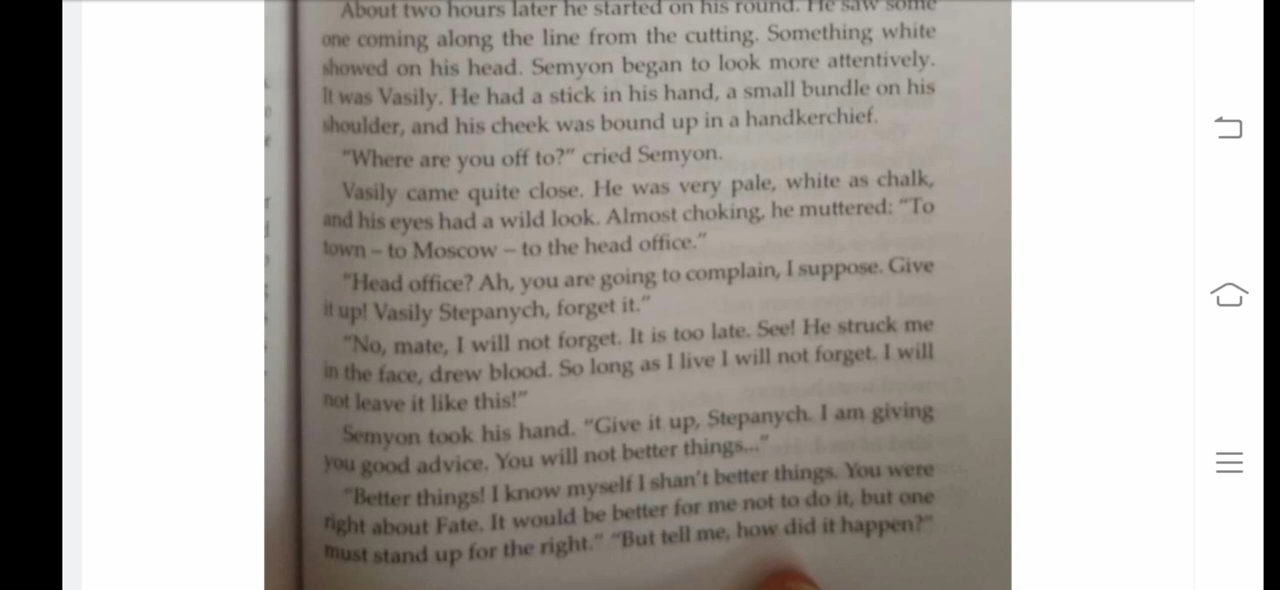 About two hours later he started on his round. He saw some
one coming along the line from the cutting. Something white
showed on his head. Semyon began to look more attentively.
It was Vasily. He had a stick in his hand, a small bundle on his
shoulder, and his cheek was bound up in a handkerchief.
"Where are you off to?" cried Semyon.
Vasily came quite close. He was very pale, white as chalk,
and his eyes had a wild look. Almost choking, he muttered: "To
town – to Moscow – to the head office."
"Head office? Ah, you are going to complain, I suppose. Give
it up! Vasily Stepanych, forget it."
"No, mate, I will not forget. It is too late. See! He struck me
in the face, drew blood. So long as I live I will not forget. I will
not leave it like this!"
Semyon took his hand. "Give it up, Stepanych. I am giving
you good advice. You will not better things..."
"Better things! I know myself I shan't better things. You were
right about Fate. It would be better for me not to do it, but one
must stand up for the right." "But tell me, how did it happen?"